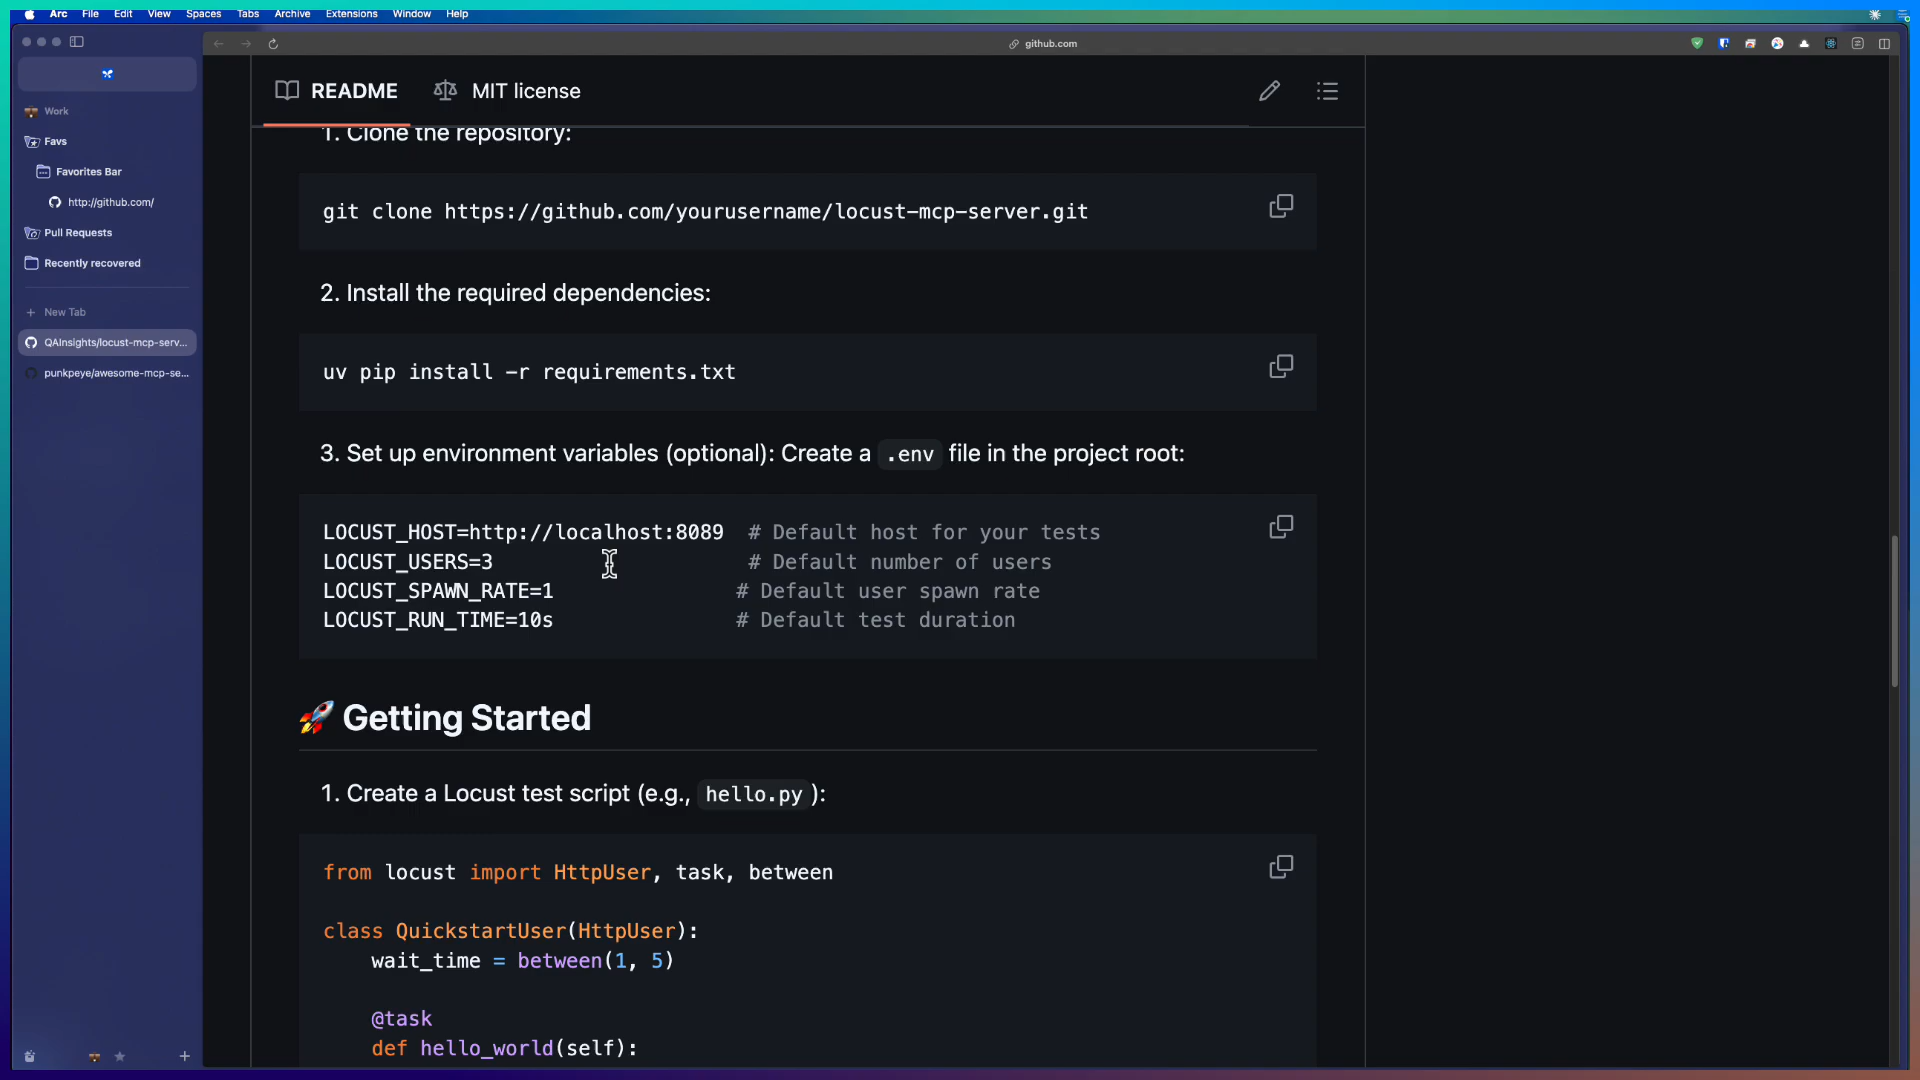 Arc File Edit View Spaces Tabs Archive Extensions Window Help
github.com
Work
Favs
Favorites Bar
http://github.com/
Pull Requests
Recently recovered
+ New Tab
QAInsights/locust-mcp-serv...
punkpeye/awesome-mcp-se...
README MIT license
1. Clone the repository:
git clone https://github.com/yourusername/locust-mcp-server.git
2. Install the required dependencies:
uv pip install -r requirements.txt
3. Set up environment variables (optional): Create a .env file in the project root:
LOCUST_HOST=http://localhost:8089 # Default host for your tests
LOCUST_USERS=3 # Default number of users
LOCUST_SPAWN_RATE=1 # Default user spawn rate
LOCUST_RUN_TIME=10s # Default test duration
🚀 Getting Started
1. Create a Locust test script (e.g., hello.py ):
from locust import HttpUser, task, between
class QuickstartUser(HttpUser):
wait_time = between(1, 5)
@task
def hello_world(self):